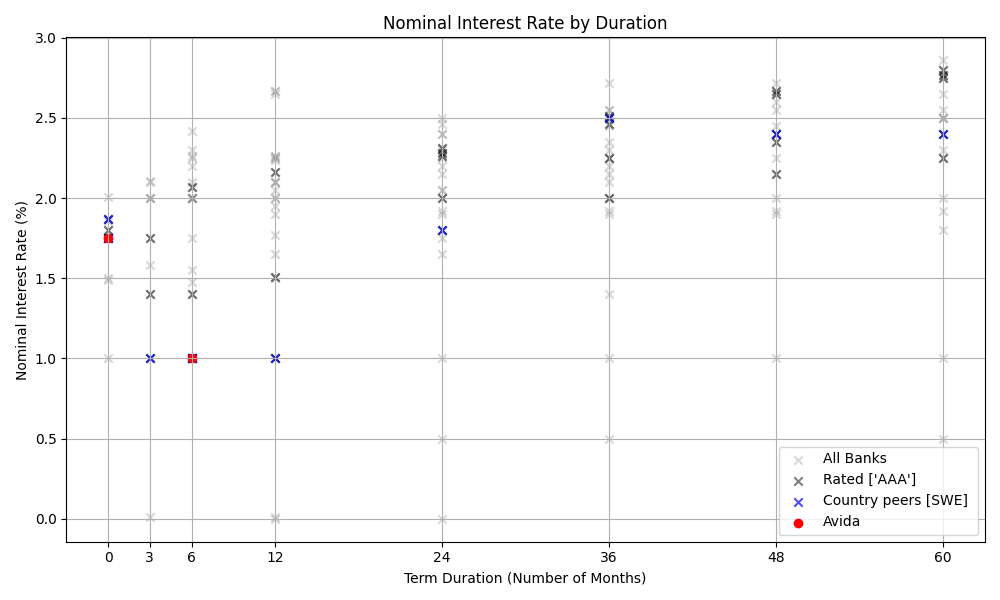 Nominal Interest Rate by Duration
Nominal Interest Rate (%)
3.0
2.5
2.0
1.5
1.0
0.5
0.0
0 3 6 12 24 36 48 60
Term Duration (Number of Months)
All Banks
Rated ['AAA']
Country peers [SWE]
Avida